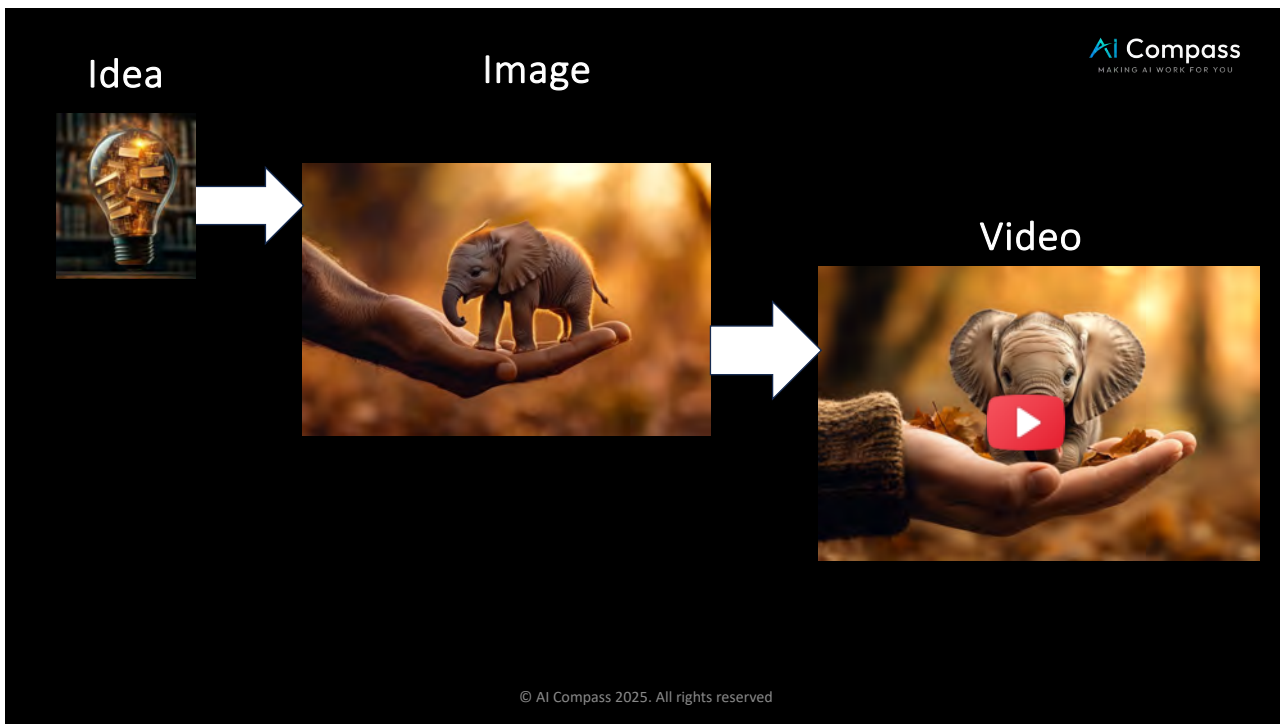 Idea
Image
Ai Compass
MAKING AI WORK FOR YOU
Video
© AI Compass 2025. All rights reserved